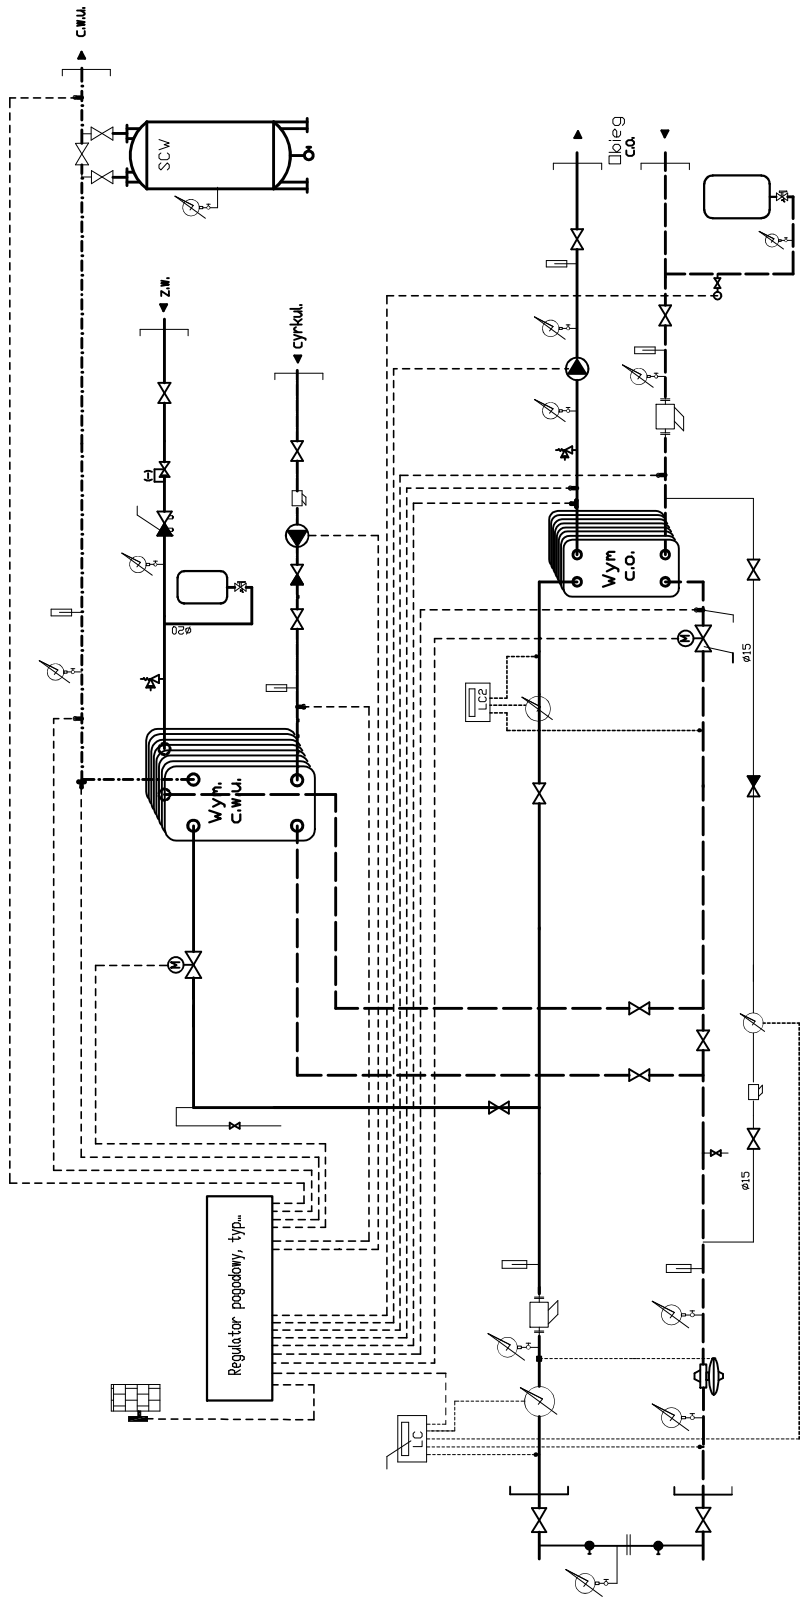 c.w.u.
SCW
Obieg
c.o.
z.w.
cyrkul.
(-)
ø20
Wym
c.o.
M
ø15
LC2
Wym.
c.w.u.
M
ø15
Regulator pogodowy, typ...
LC